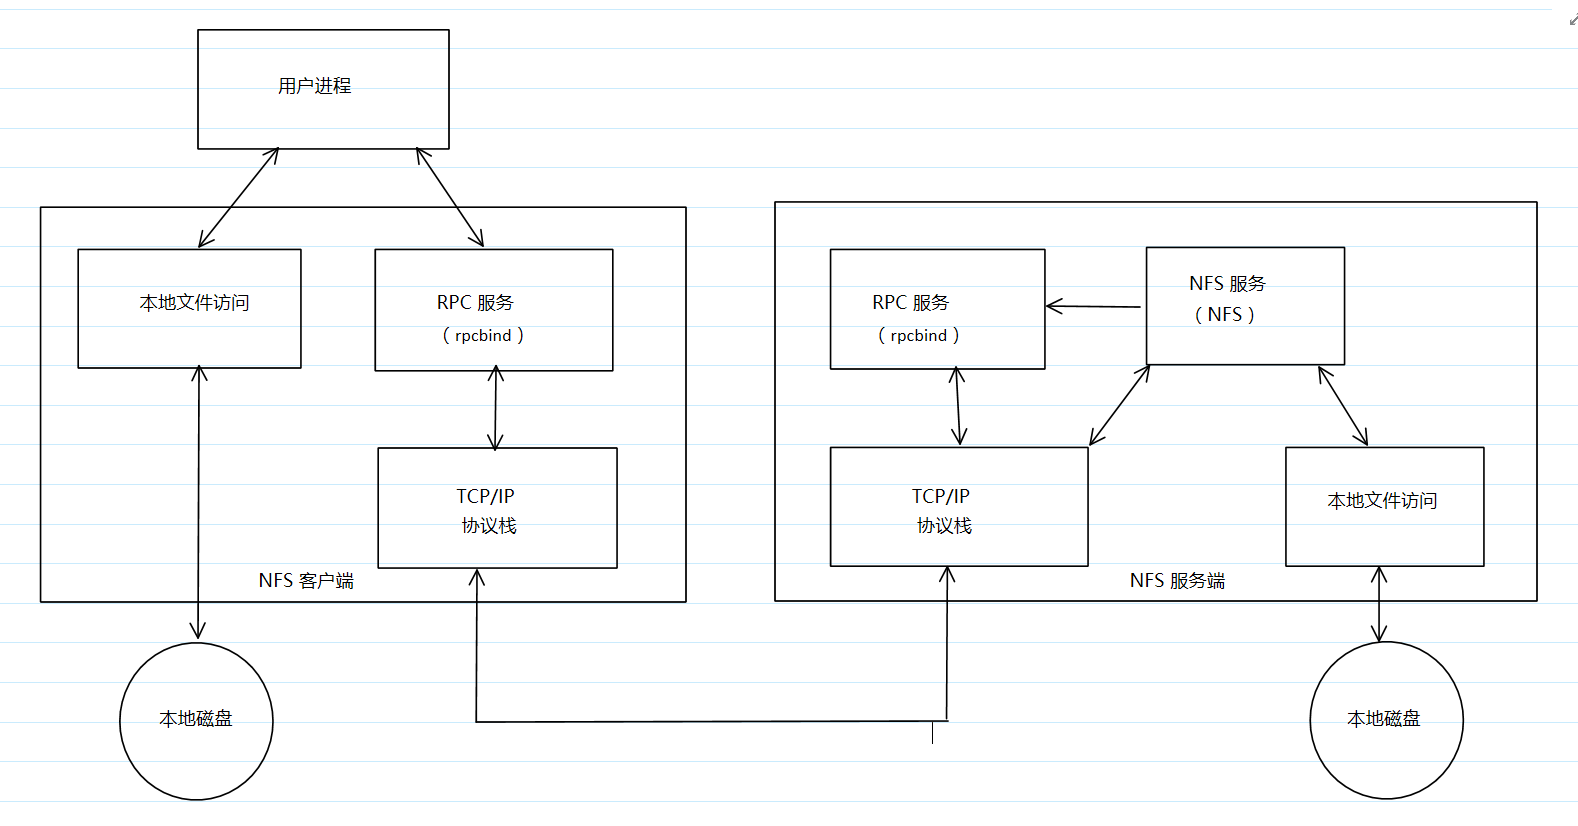 用户进程
本地文件访问
RPC 服务
（rpcbind）
TCP/IP
协议栈
NFS 客户端
本地磁盘
RPC 服务
（rpcbind）
NFS 服务
（NFS）
TCP/IP
协议栈
本地文件访问
NFS 服务端
本地磁盘